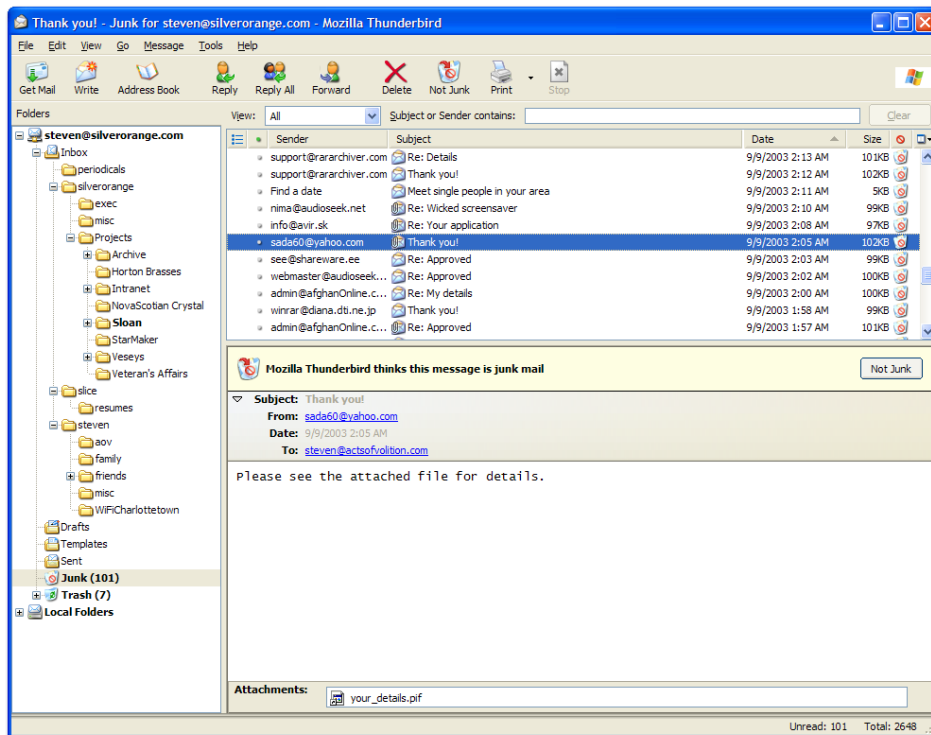 Thank you! - Junk for steven@silverorange.com - Mozilla Thunderbird
File Edit View Go Message Tools Help
Get Mail Write Address Book Reply Reply All Forward Delete Not Junk Print Stop
Folders
View: All Subject or Sender contains: Clear
steven@silverorange.com
Inbox
periodicals
silverorange
exec
misc
Projects
Archive
Horton Brasses
Intranet
NovaScotian Crystal
Sloan
StarMaker
Veseys
Veteran's Affairs
slice
resumes
steven
aov
family
friends
misc
WiFiCharlottetown
Drafts
Templates
Sent
Junk (101)
Trash (7)
Local Folders
Sender Subject Date Size
support@rararchiver.com Re: Details 9/9/2003 2:13 AM 101KB
support@rararchiver.com Thank you! 9/9/2003 2:12 AM 102KB
Find a date Meet single people in your area 9/9/2003 2:11 AM 5KB
nima@audioseek.net Re: Wicked screensaver 9/9/2003 2:10 AM 99KB
info@avir.sk Re: Your application 9/9/2003 2:08 AM 97KB
sada60@yahoo.com Thank you! 9/9/2003 2:05 AM 102KB
see@shareware.ee Re: Approved 9/9/2003 2:03 AM 99KB
webmaster@audioseek... Re: Approved 9/9/2003 2:02 AM 100KB
admin@afghanOnline.c... Re: My details 9/9/2003 2:00 AM 100KB
winrar@diana.dti.ne.jp Thank you! 9/9/2003 1:58 AM 99KB
admin@afghanOnline.c... Re: Approved 9/9/2003 1:57 AM 101KB
Mozilla Thunderbird thinks this message is junk mail Not Junk
Subject: Thank you!
From: sada60@yahoo.com
Date: 9/9/2003 2:05 AM
To: steven@actsofvolition.com
Please see the attached file for details.
Attachments: your_details.pif
Unread: 101 Total: 2648